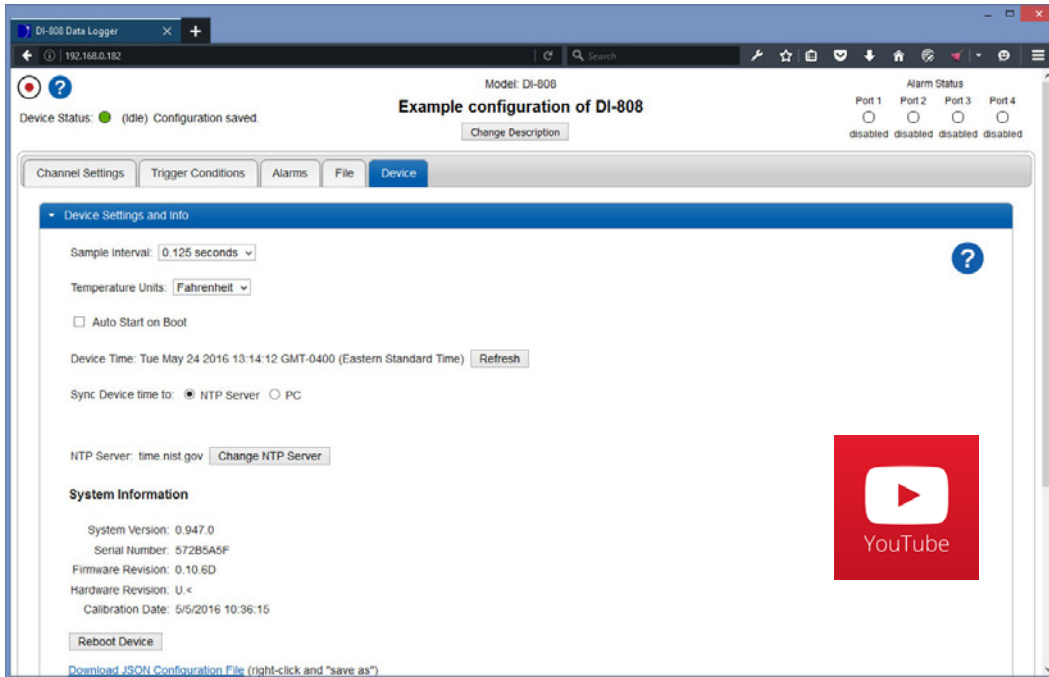 DI-808 Data Logger
192.168.0.182
Search
Model: DI-808
Alarm Status
Example configuration of DI-808
Port 1 Port 2 Port 3 Port 4
Device Status: (Idle) Configuration saved.
Change Description
disabled disabled disabled disabled
Channel Settings Trigger Conditions Alarms File Device
Device Settings and Info
Sample Interval: 0.125 seconds
Temperature Units: Fahrenheit
Auto Start on Boot
Device Time: Tue May 24 2016 13:14:12 GMT-0400 (Eastern Standard Time) Refresh
Sync Device time to: NTP Server PC
NTP Server: time.nist.gov Change NTP Server
System Information
System Version: 0.947.0
Serial Number: 572B5A5F
Firmware Revision: 0.10.6D
Hardware Revision: U.<
Calibration Date: 5/5/2016 10:36:15
YouTube
Reboot Device
Download JSON Configuration File (right-click and "save as")